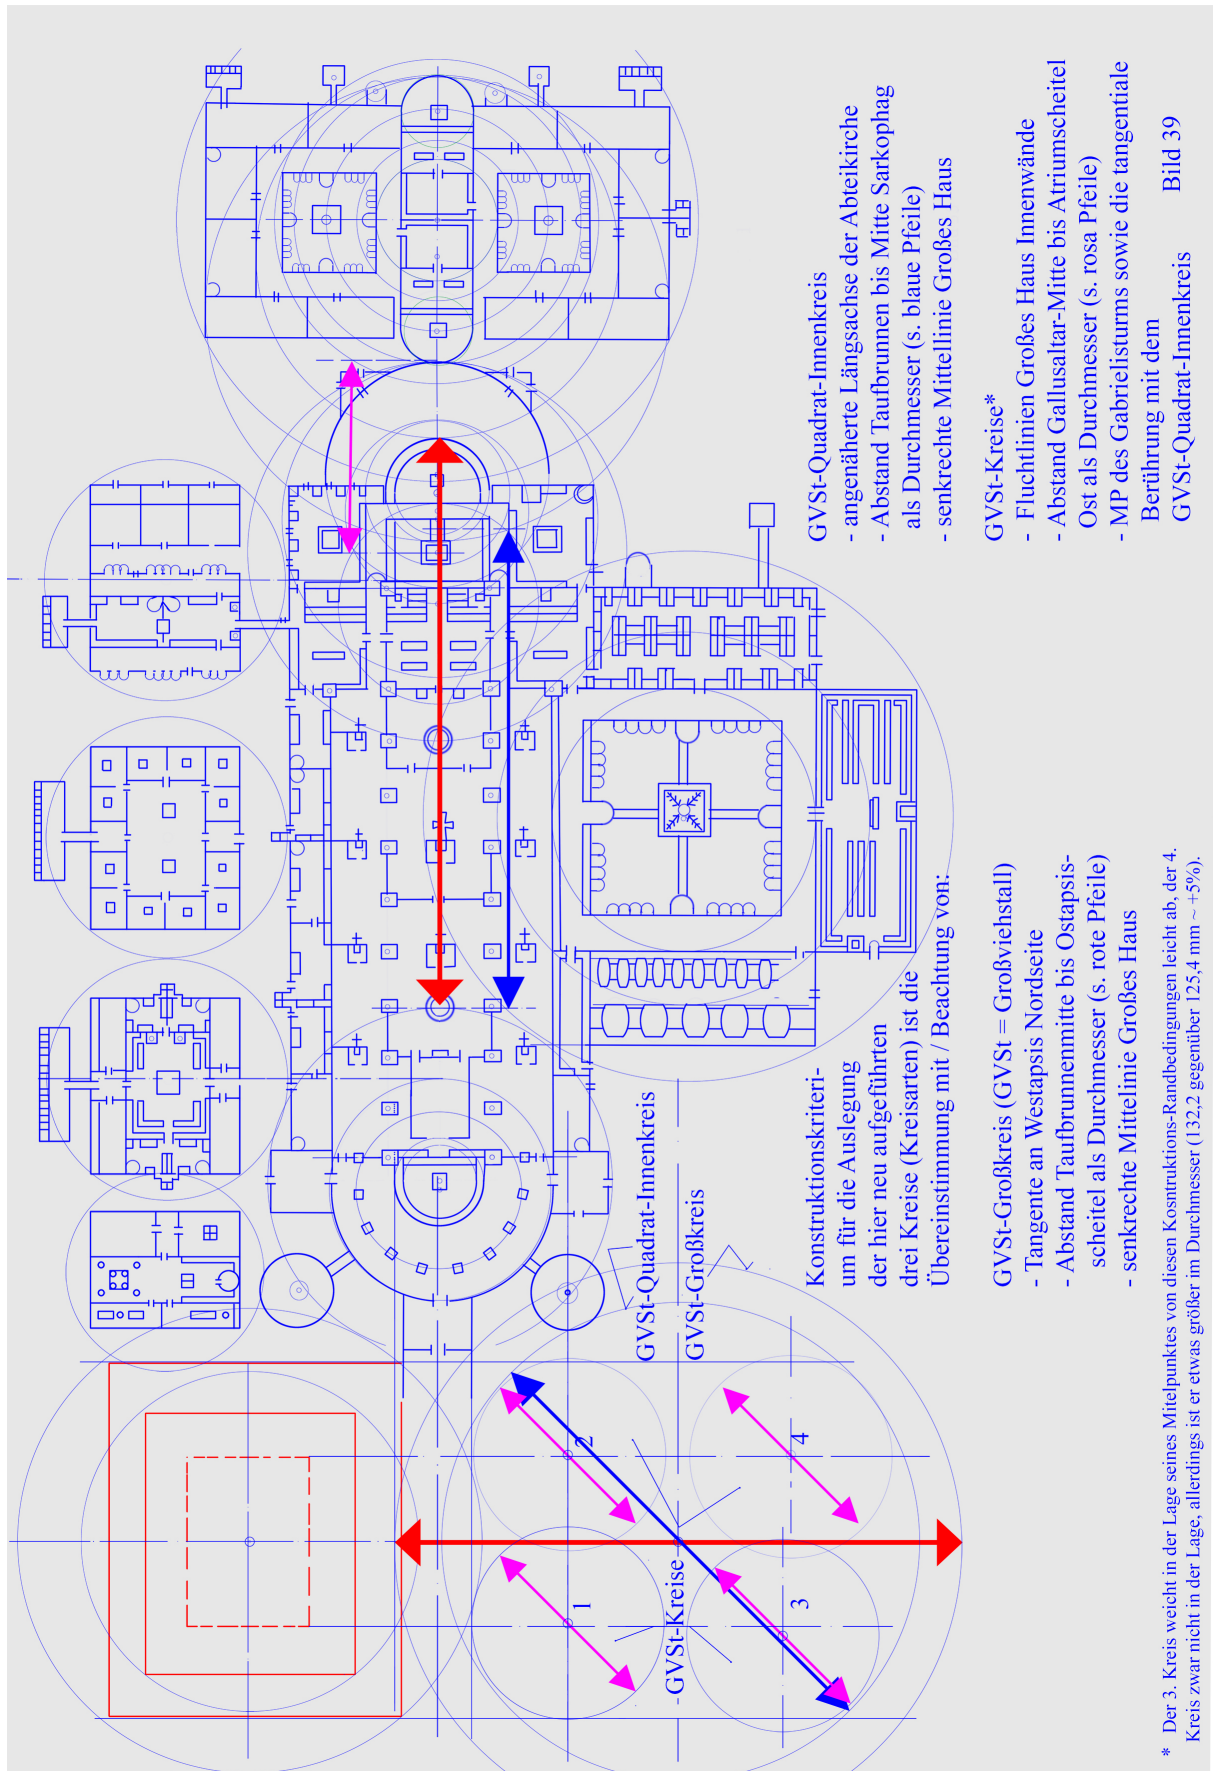 GVSt-Quadrat-Innenkreis
- angenäherte Längsachse der Abteikirche
- Abstand Taufbrunnen bis Mitte Sarkophag
als Durchmesser (s. blaue Pfeile)
- senkrechte Mittellinie Großes Haus
GVSt-Kreise*
- Fluchtlinien Großes Haus Innenwände
- Abstand Gallusaltar-Mitte bis Atriumscheitel
Ost als Durchmesser (s. rosa Pfeile)
- MP des Gabrielisturms sowie die tangentiale
Berührung mit dem
GVSt-Quadrat-Innenkreis
Bild 39
Konstruktionskriteri-
um für die Auslegung
der hier neu aufgeführten
drei Kreise (Kreisarten) ist die
Übereinstimmung mit / Beachtung von:
GVSt-Großkreis (GVSt = Großviehstall)
- Tangente an Westapsis Nordseite
- Abstand Taufbrunnenmitte bis Ostapsis-
scheitel als Durchmesser (s. rote Pfeile)
- senkrechte Mittelinie Großes Haus
GVSt-Quadrat-Innenkreis
GVSt-Großkreis
GVSt-Kreise
1
2
3
4
* Der 3. Kreis weicht in der Lage seines Mitelpunktes von diesen Kosntruktions-Randbedingungen leicht ab, der 4.
Kreis zwar nicht in der Lage, allerdings ist er etwas größer im Durchmesser (132,2 gegenüber 125,4 mm ~ +5%).